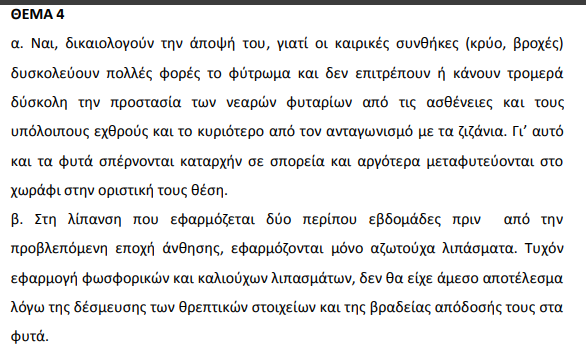 ΘΕΜΑ 4
α. Ναι, δικαιολογούν την άποψή του, γιατί οι καιρικές συνθήκες (κρύο, βροχές)
δυσκολεύουν πολλές φορές το φύτρωμα και δεν επιτρέπουν ή κάνουν τρομερά
δύσκολη την προστασία των νεαρών φυταρίων από τις ασθένειες και τους
υπόλοιπους εχθρούς και το κυριότερο από τον ανταγωνισμό με τα ζιζάνια. Γι’ αυτό
και τα φυτά σπέρνονται καταρχήν σε σπορεία και αργότερα μεταφυτεύονται στο
χωράφι στην οριστική τους θέση.
β. Στη λίπανση που εφαρμόζεται δύο περίπου εβδομάδες πριν από την
προβλεπόμενη εποχή άνθησης, εφαρμόζονται μόνο αζωτούχα λιπάσματα. Τυχόν
εφαρμογή φωσφορικών και καλιούχων λιπασμάτων, δεν θα είχε άμεσο αποτέλεσμα
λόγω της δέσμευσης των θρεπτικών στοιχείων και της βραδείας απόδοσής τους στα
φυτά.